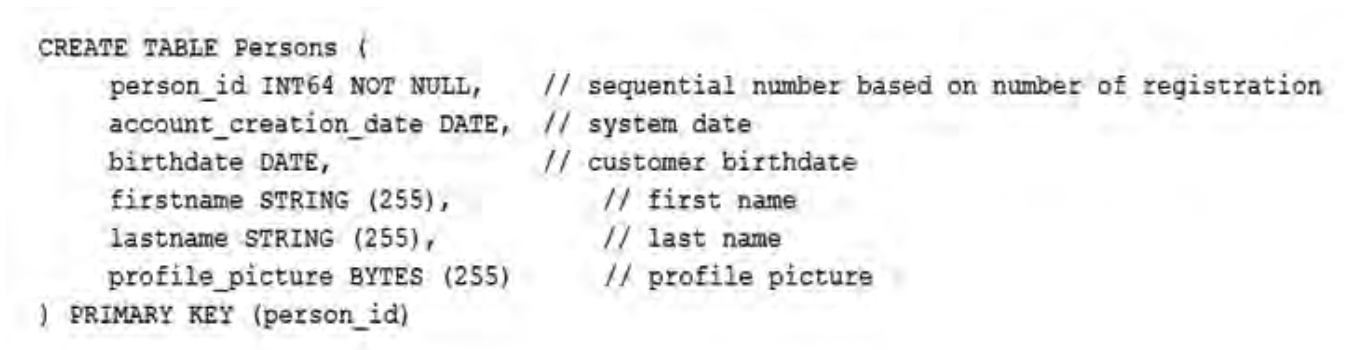 CREATE TABLE Persons (
person_id INT64 NOT NULL, // sequential number based on number of registration
account_creation_date DATE, // system date
birthdate DATE, // customer birthdate
firstname STRING (255), // first name
lastname STRING (255), // last name
profile_picture BYTES (255) // profile picture
) PRIMARY KEY (person_id)